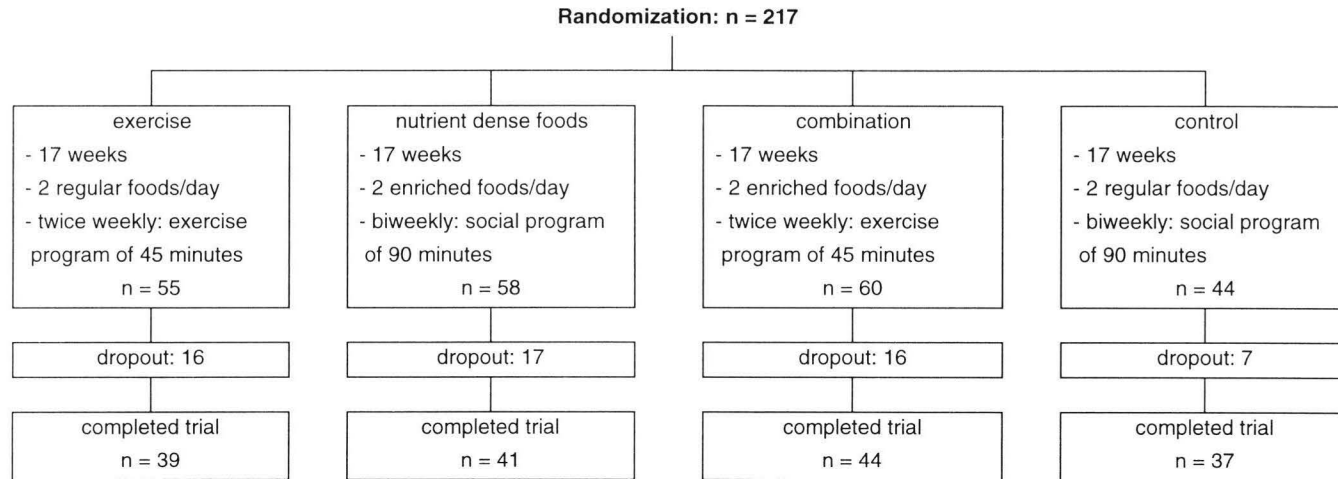 Randomization: n = 217
exercise
- 17 weeks
- 2 regular foods/day
- twice weekly: exercise
program of 45 minutes
n = 55
nutrient dense foods
- 17 weeks
- 2 enriched foods/day
- biweekly: social program
of 90 minutes
n = 58
combination
- 17 weeks
- 2 enriched foods/day
- twice weekly: exercise
program of 45 minutes
n = 60
control
- 17 weeks
- 2 regular foods/day
- biweekly: social program
of 90 minutes
n = 44
dropout: 16
dropout: 17
dropout: 16
dropout: 7
completed trial
n = 39
completed trial
n = 41
completed trial
n = 44
completed trial
n = 37